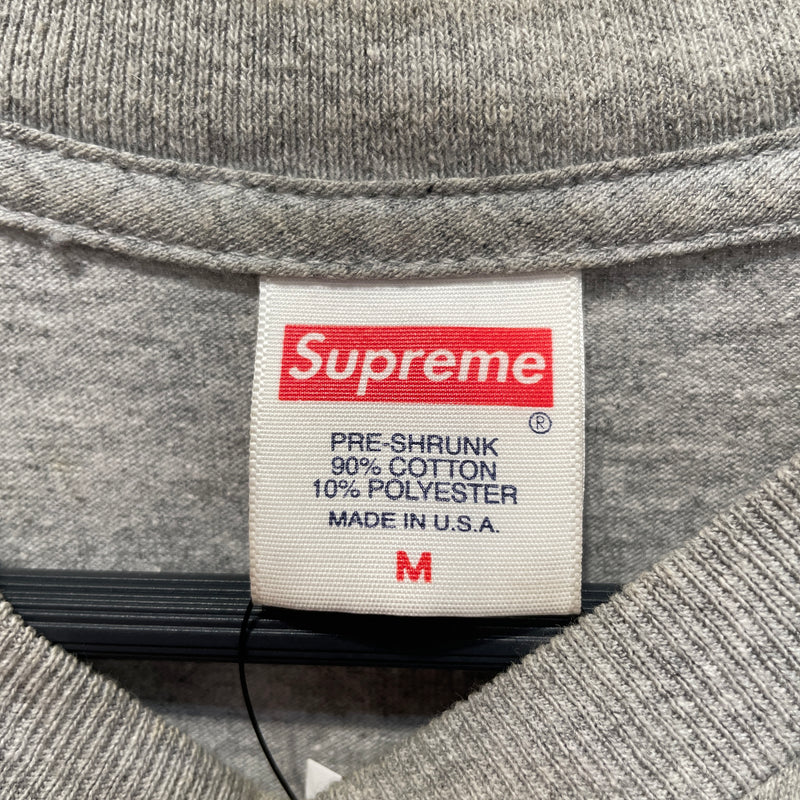 Supreme
®
PRE-SHRUNK
90% COTTON
10% POLYESTER
MADE IN U.S.A.
M